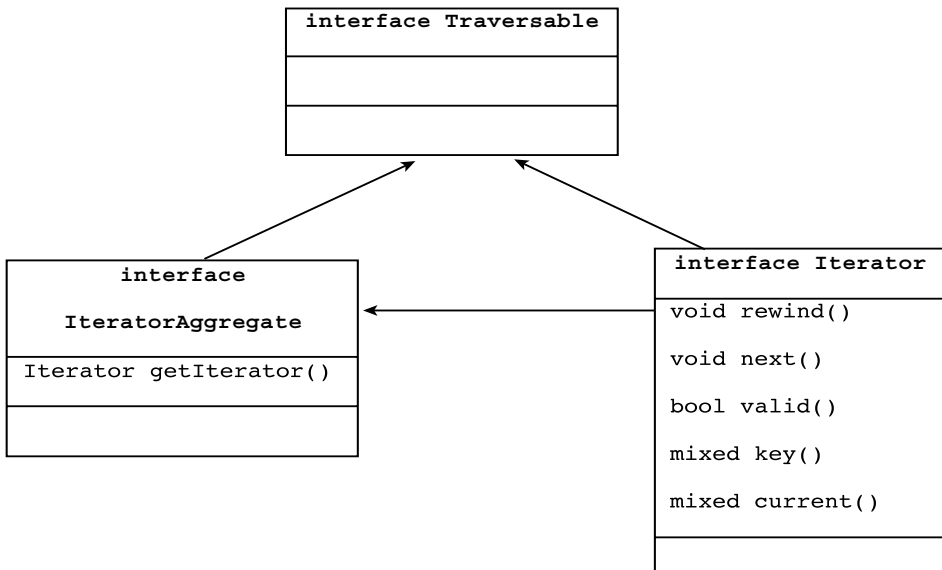 interface Traversable
interface
IteratorAggregate
Iterator getIterator()
interface Iterator
void rewind()
void next()
bool valid()
mixed key()
mixed current()